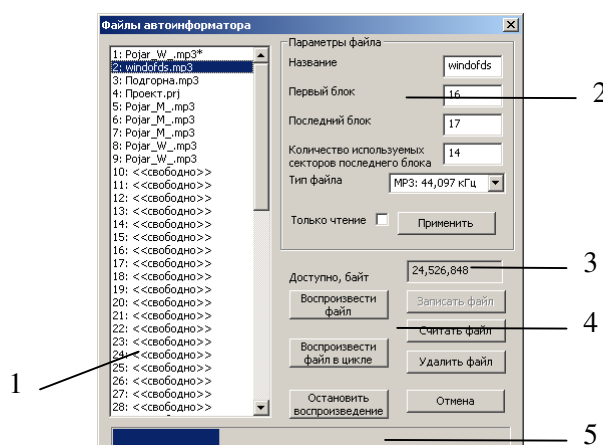 Файлы автоинформатора
1: Pojar_W_.mp3*
2: windofds.mp3
3: Подгорна.mp3
4: Проект.prj
5: Pojar_M_.mp3
6: Pojar_M_.mp3
7: Pojar_M_.mp3
8: Pojar_W_.mp3
9: Pojar_W_.mp3
10: <<свободно>>
11: <<свободно>>
12: <<свободно>>
13: <<свободно>>
14: <<свободно>>
15: <<свободно>>
16: <<свободно>>
17: <<свободно>>
18: <<свободно>>
19: <<свободно>>
20: <<свободно>>
21: <<свободно>>
22: <<свободно>>
23: <<свободно>>
24: <<свободно>>
25: <<свободно>>
26: <<свободно>>
27: <<свободно>>
28: <<свободно>>
Параметры файла
Название windofds
Первый блок 16
Последний блок 17
Количество используемых
секторов последнего блока 14
Тип файла MP3: 44,097 кГц
Только чтение Применить
Доступно, байт 24,526,848
Воспроизвести
файл
Записать файл
Считать файл
Воспроизвести
файл в цикле
Удалить файл
Остановить
воспроизведение
Отмена
1
2
3
4
5